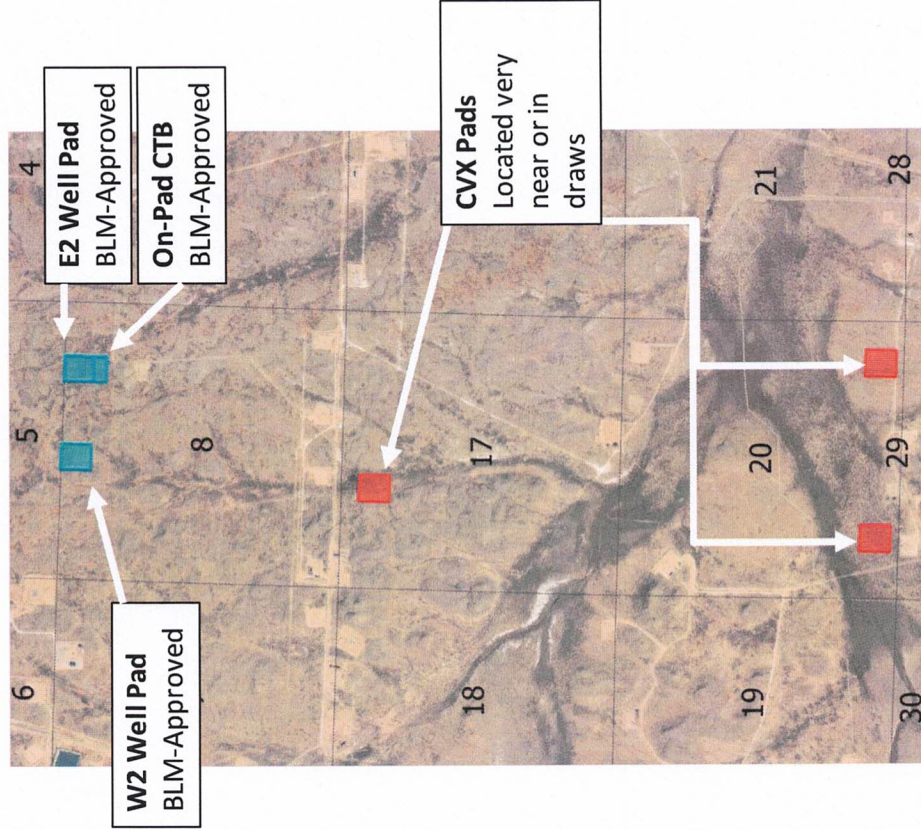 E2 Well Pad
BLM-Approved
On-Pad CTB
BLM-Approved
W2 Well Pad
BLM-Approved
CVX Pads
Located very
near or in
draws
6
5
4
8
18
17
19
20
21
30
29
28